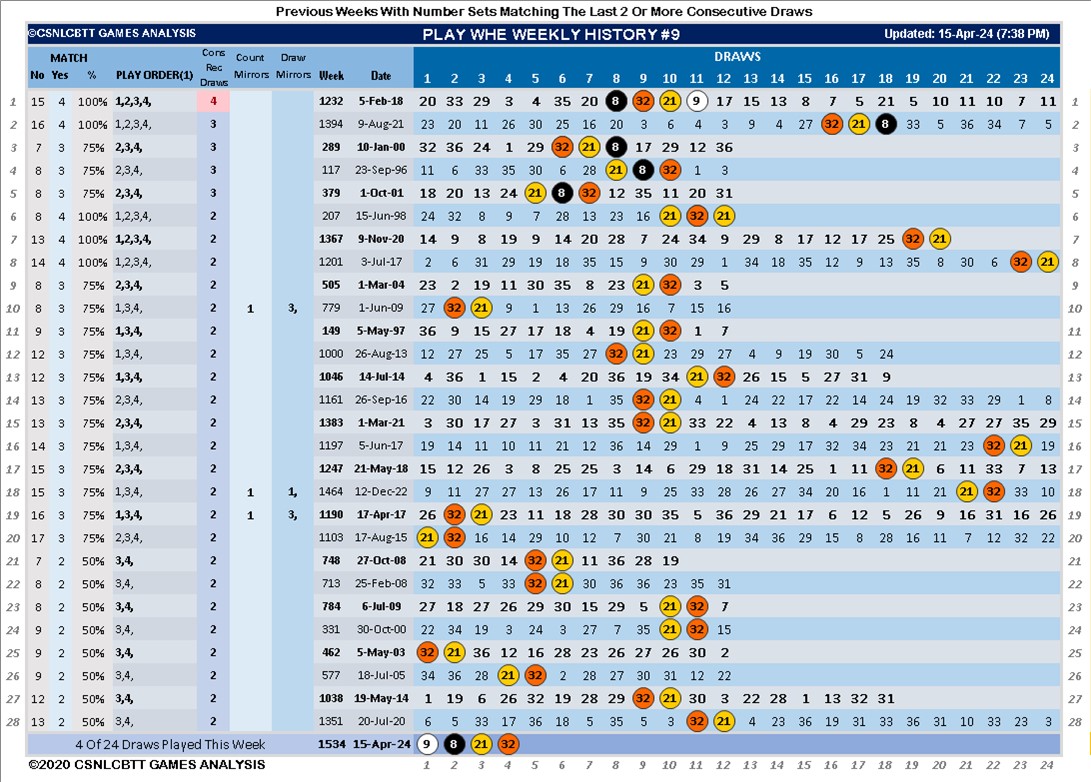 Previous Weeks With Number Sets Matching The Last 2 Or More Consecutive Draws
©CSNLCBTT GAMES ANALYSIS PLAY WHE WEEKLY HISTORY #9 Updated: 15-Apr-24 (7:38 PM)
MATCH Cons Rec Draws Count Mirrors Draw Mirrors DRAWS
No Yes % PLAY ORDER(1) Week Date 1 2 3 4 5 6 7 8 9 10 11 12 13 14 15 16 17 18 19 20 21 22 23 24
1 15 4 100% 1,2,3,4, 4 1232 5-Feb-18 20 33 29 3 4 35 20 8 32 21 9 17 15 13 8 7 5 21 5 10 11 10 7 11 1
2 16 4 100% 1,2,3,4, 3 1394 9-Aug-21 23 20 11 26 30 25 16 20 3 6 4 3 9 4 15 27 32 21 8 33 5 36 34 7 5 2
3 7 3 75% 2,3,4, 3 289 10-Jan-00 32 36 24 1 29 32 21 8 17 29 12 36 3
4 8 3 75% 2,3,4, 3 117 23-Sep-96 11 6 33 35 30 6 28 21 8 32 1 3 4
5 8 3 75% 2,3,4, 3 379 1-Oct-01 18 20 13 24 21 8 32 12 35 11 20 31 5
6 8 4 100% 1,2,3,4, 2 207 15-Jun-98 24 32 8 9 7 28 13 23 16 21 32 21 6
7 13 4 100% 1,2,3,4, 2 1367 9-Nov-20 14 9 8 19 9 14 20 28 7 24 34 9 29 8 17 12 17 25 32 21 7
8 14 4 100% 1,2,3,4, 2 1201 3-Jul-17 2 6 31 29 19 18 35 15 9 30 29 1 34 18 35 12 9 13 35 8 30 6 32 21 8
9 8 3 75% 2,3,4, 2 505 1-Mar-04 23 2 19 11 30 35 8 23 21 32 3 5 9
10 8 3 75% 1,3,4, 2 1 3, 779 1-Jun-09 27 32 21 9 1 13 26 29 16 7 15 16 10
11 9 3 75% 1,3,4, 2 149 5-May-97 36 9 15 27 17 18 4 19 21 32 1 7 11
12 12 3 75% 1,3,4, 2 1000 26-Aug-13 12 27 25 5 17 35 27 32 21 23 29 27 4 9 19 30 5 24 12
13 12 3 75% 1,3,4, 2 1046 14-Jul-14 4 36 1 15 2 4 20 36 19 34 21 32 26 15 5 27 31 9 13
14 13 3 75% 2,3,4, 2 1161 26-Sep-16 22 30 14 19 29 18 1 35 32 21 4 1 24 22 17 22 14 24 19 32 33 29 1 8 14
15 13 3 75% 2,3,4, 2 1383 1-Mar-21 3 30 17 27 3 31 13 35 32 21 33 22 4 13 8 4 29 23 8 4 27 27 35 29 15
16 14 3 75% 1,3,4, 2 1197 5-Jun-17 19 14 11 10 11 21 12 36 14 29 1 9 25 29 17 32 34 23 21 21 23 32 21 19 16
17 15 3 75% 2,3,4, 2 1247 21-May-18 15 12 26 3 8 25 25 3 14 6 29 18 31 14 25 1 11 32 21 6 11 33 7 13 17
18 15 3 75% 1,3,4, 2 1 1, 1464 12-Dec-22 9 11 27 27 13 26 17 11 9 25 33 28 26 27 34 20 16 1 11 20 21 32 33 10 18
19 16 3 75% 1,3,4, 2 1 3, 1190 17-Apr-17 26 32 21 23 11 18 28 30 30 35 5 36 29 21 17 6 12 5 26 9 16 31 16 26 19
20 17 3 75% 2,3,4, 2 1103 17-Aug-15 21 32 16 14 29 10 12 7 30 21 8 19 34 36 29 15 8 28 16 11 7 12 32 22 20
21 7 2 50% 3,4, 2 748 27-Oct-08 21 30 30 14 32 21 11 36 28 19 21
22 8 2 50% 3,4, 2 713 25-Feb-08 32 33 5 33 32 21 30 36 36 23 35 31 22
23 8 2 50% 3,4, 2 784 6-Jul-09 27 18 27 26 29 30 15 29 5 21 32 7 23
24 9 2 50% 3,4, 2 331 30-Oct-00 22 34 19 3 24 3 27 7 35 21 32 15 24
25 9 2 50% 3,4, 2 462 5-May-03 32 21 36 12 16 28 23 26 27 26 30 2 25
26 9 2 50% 3,4, 2 577 18-Jul-05 34 36 28 21 32 2 28 27 30 31 12 22 26
27 12 2 50% 3,4, 2 1038 19-May-14 1 19 6 26 32 19 28 29 32 21 30 3 22 28 1 13 32 31 27
28 13 2 50% 3,4, 2 1351 20-Jul-20 6 5 33 17 36 18 5 35 5 3 32 21 4 23 36 19 31 33 36 31 10 33 23 3 28
4 Of 24 Draws Played This Week 1534 15-Apr-24 9 8 21 32
©2020 CSNLCBTT GAMES ANALYSIS 1 2 3 4 5 6 7 8 9 10 11 12 13 14 15 16 17 18 19 20 21 22 23 24